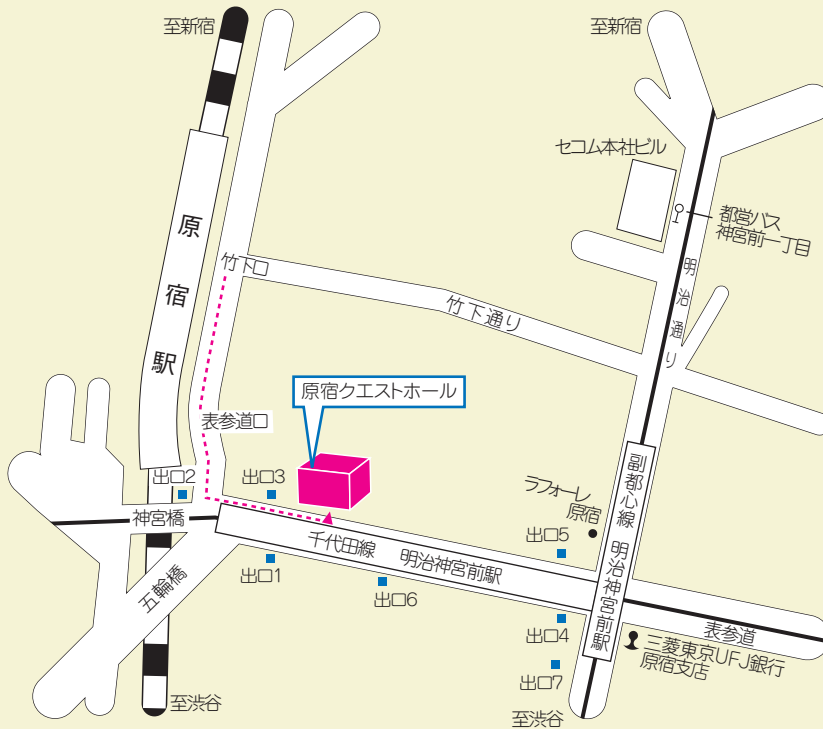 至新宿
至新宿
セコム本社ビル
都営バス
神宮前一丁目
原宿駅
竹下口
明治通り
竹下通り
原宿クエストホール
表参道口
出口2
出口3
ラフォーレ
原宿
副都心線 明治神宮前駅
神宮橋
千代田線 明治神宮前駅
出口5
出口1
五輪橋
出口6
出口4
表参道
三菱東京UFJ銀行
原宿支店
出口7
至渋谷
至渋谷